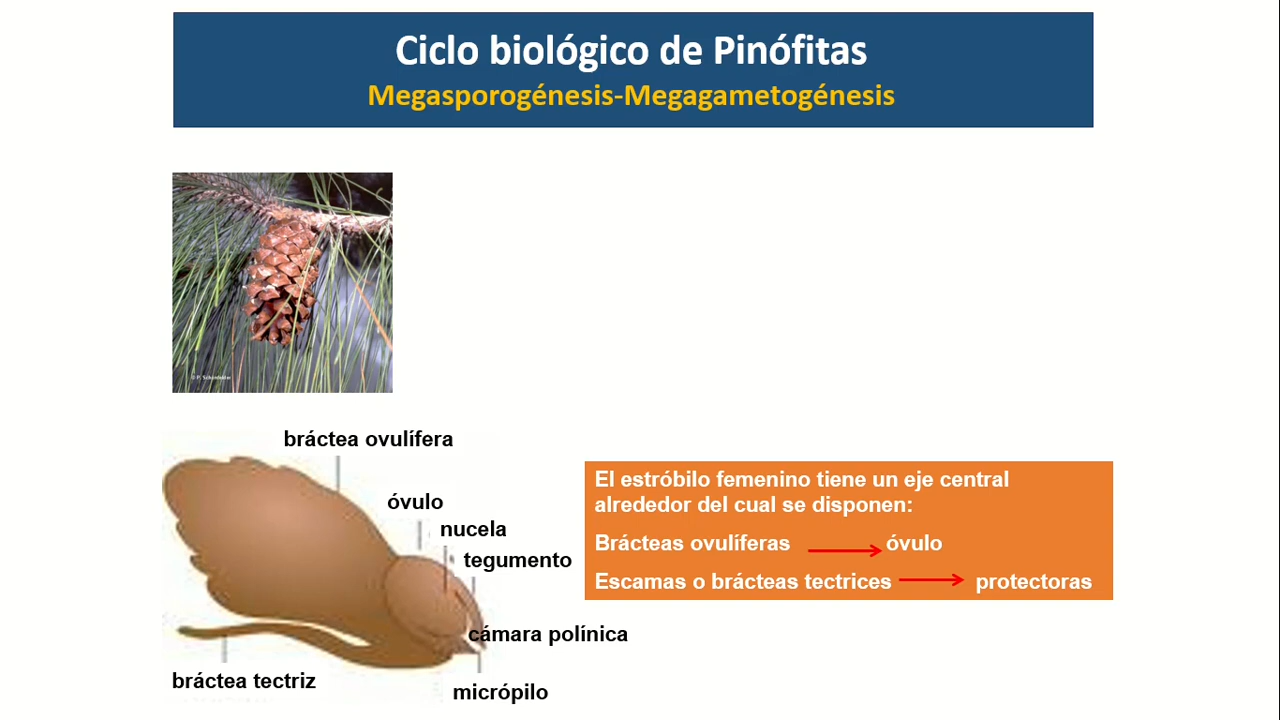 Ciclo biológico de Pinófitas
Megasporogénesis-Megagametogénesis
bráctea ovulífera
óvulo
nucela
tegumento
cámara polínica
bráctea tectriz
micrópilo
El estróbilo femenino tiene un eje central
alrededor del cual se disponen:
Brácteas ovulíferas óvulo
Escamas o brácteas tectrices protectoras